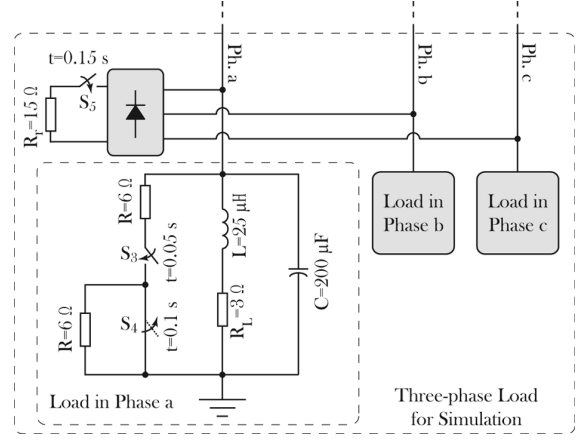 Ph. a
Ph. b
Ph. c
t=0.15 s
S5
Rr=15 Ω
Load in
Phase b
Load in
Phase c
R=6 Ω
S3
t=0.05 s
L=25 μH
C=200 μF
R=6 Ω
S4
t=0.1 s
RL=3 Ω
Load in Phase a
Three-phase Load
for Simulation